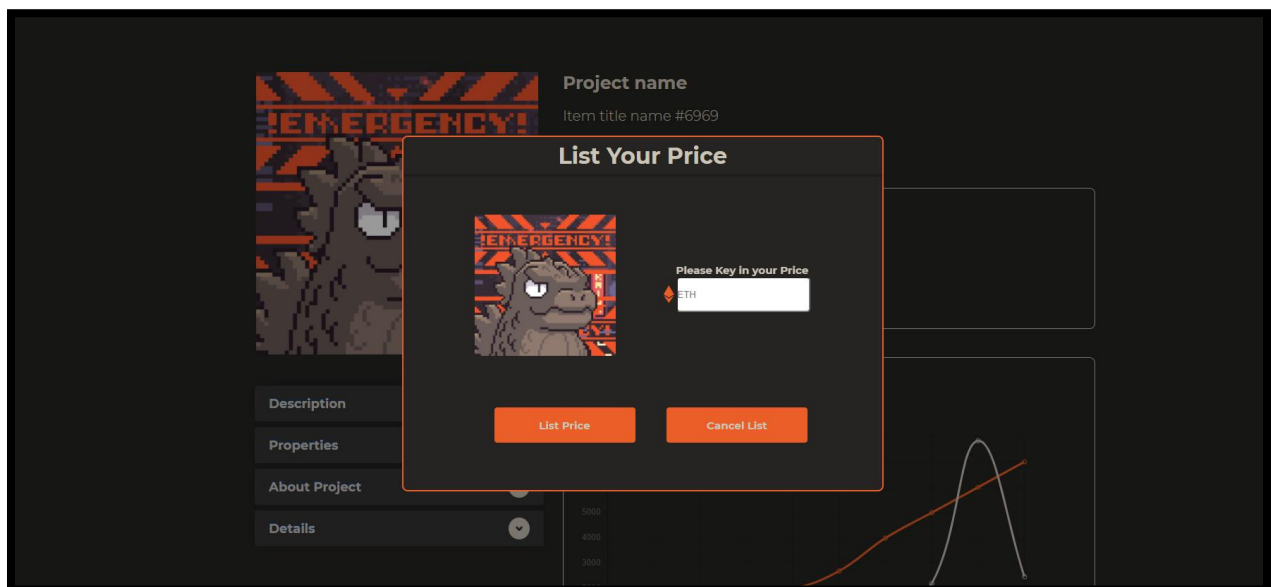 Project name
Item title name #6969
!EMERGENCY!
List Your Price
!EMERGENCY!
Please Key in your Price
ETH
List Price
Cancel List
Description
Properties
About Project
Details
5000
4000
3000